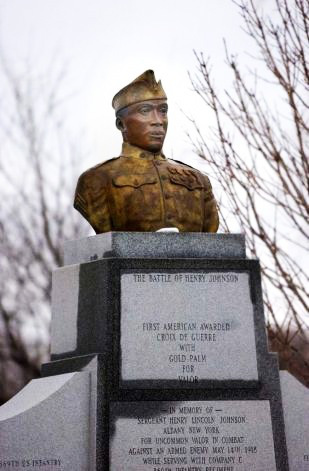 THE BATTLE OF HENRY JOHNSON
FIRST AMERICAN AWARDED
CROIX DE GUERRE
WITH
GOLD PALM
FOR
VALOR
- IN MEMORY OF -
SERGEANT HENRY LINCOLN JOHNSON
ALBANY NEW YORK
FOR UNCOMMON VALOR IN COMBAT
AGAINST AN ARMED ENEMY MAY 14TH, 1918
WHILE SERVING WITH COMPANY C
369TH INFANTRY REGIMENT
369TH US INFANTRY